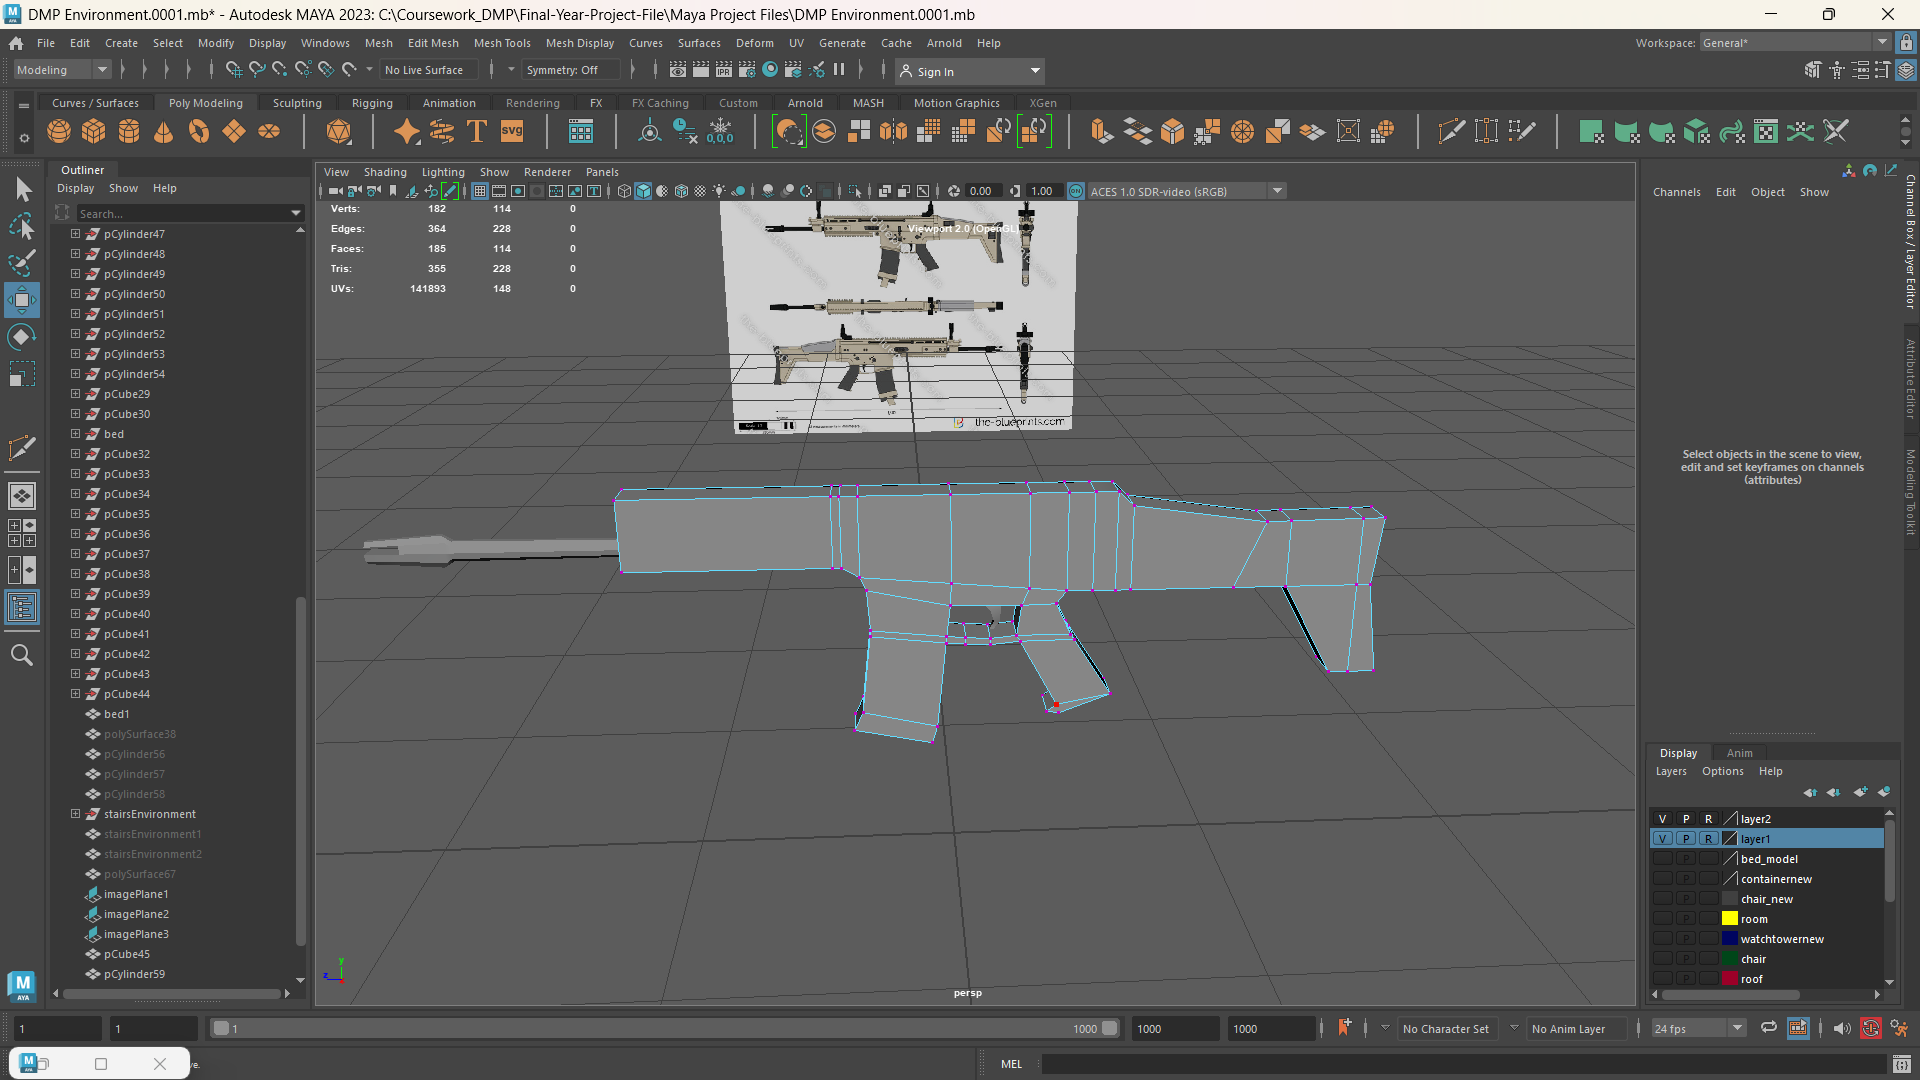 DMP Environment.0001.mb* - Autodesk MAYA 2023: C:\Coursework_DMP\Final-Year-Project-File\Maya Project Files\DMP Environment.0001.mb
File Edit Create Select Modify Display Windows Mesh Edit Mesh Mesh Tools Mesh Display Curves Surfaces Deform UV Generate Cache Arnold Help
Workspace: General*
Modeling
No Live Surface
Symmetry: Off
IPR
Sign In
Curves / Surfaces Poly Modeling Sculpting Rigging Animation Rendering FX FX Caching Custom Arnold MASH Motion Graphics XGen
SVG
0,0,0
Outliner
Display Show Help
Search...
pCylinder47
pCylinder48
pCylinder49
pCylinder50
pCylinder51
pCylinder52
pCylinder53
pCylinder54
pCube29
pCube30
bed
pCube32
pCube33
pCube34
pCube35
pCube36
pCube37
pCube38
pCube39
pCube40
pCube41
pCube42
pCube43
pCube44
bed1
polySurface38
pCylinder56
pCylinder57
pCylinder58
stairsEnvironment
stairsEnvironment1
stairsEnvironment2
polySurface67
imagePlane1
imagePlane2
imagePlane3
pCube45
pCylinder59
View Shading Lighting Show Renderer Panels
0.00 1.00 ON ACES 1.0 SDR-video (sRGB)
Verts: 182 114 0
Edges: 364 228 0
Faces: 185 114 0
Tris: 355 228 0
UVs: 141893 148 0
Viewport 2.0 (OpenGL)
the-blueprints.com
y
z
persp
Channels Edit Object Show
Select objects in the scene to view,
edit and set keyframes on channels
(attributes)
Channel Box / Layer Editor
Attribute Editor
Modeling Toolkit
Display Anim
Layers Options Help
V P R layer2
V P R layer1
P bed_model
P containernew
P chair_new
P room
P watchtowernew
P chair
P roof
1 1 1 1000 1000 1000
No Character Set
No Anim Layer
24 fps
M AYA
ve.
MEL